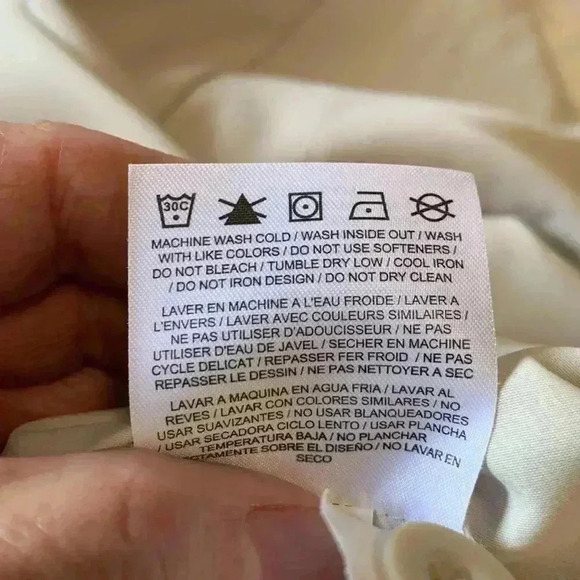 30C
MACHINE WASH COLD / WASH INSIDE OUT / WASH
WITH LIKE COLORS / DO NOT USE SOFTENERS /
DO NOT BLEACH / TUMBLE DRY LOW / COOL IRON
/ DO NOT IRON DESIGN / DO NOT DRY CLEAN
LAVER EN MACHINE A L'EAU FROIDE / LAVER A
L'ENVERS / LAVER AVEC COULEURS SIMILAIRES /
NE PAS UTILISER D'ADOUCISSEUR / NE PAS
UTILISER D'EAU DE JAVEL / SECHER EN MACHINE
CYCLE DELICAT / REPASSER FER FROID / NE PAS
REPASSER LE DESSIN / NE PAS NETTOYER A SEC
LAVAR A MAQUINA EN AGUA FRIA / LAVAR AL
REVES / LAVAR CON COLORES SIMILARES / NO
USAR SUAVIZANTES / NO USAR BLANQUEADORES
/ USAR SECADORA CICLO LENTO / USAR PLANCHA
TEMPERATURA BAJA / NO PLANCHAR
SOBRE EL DISEÑO / NO LAVAR EN
SECO